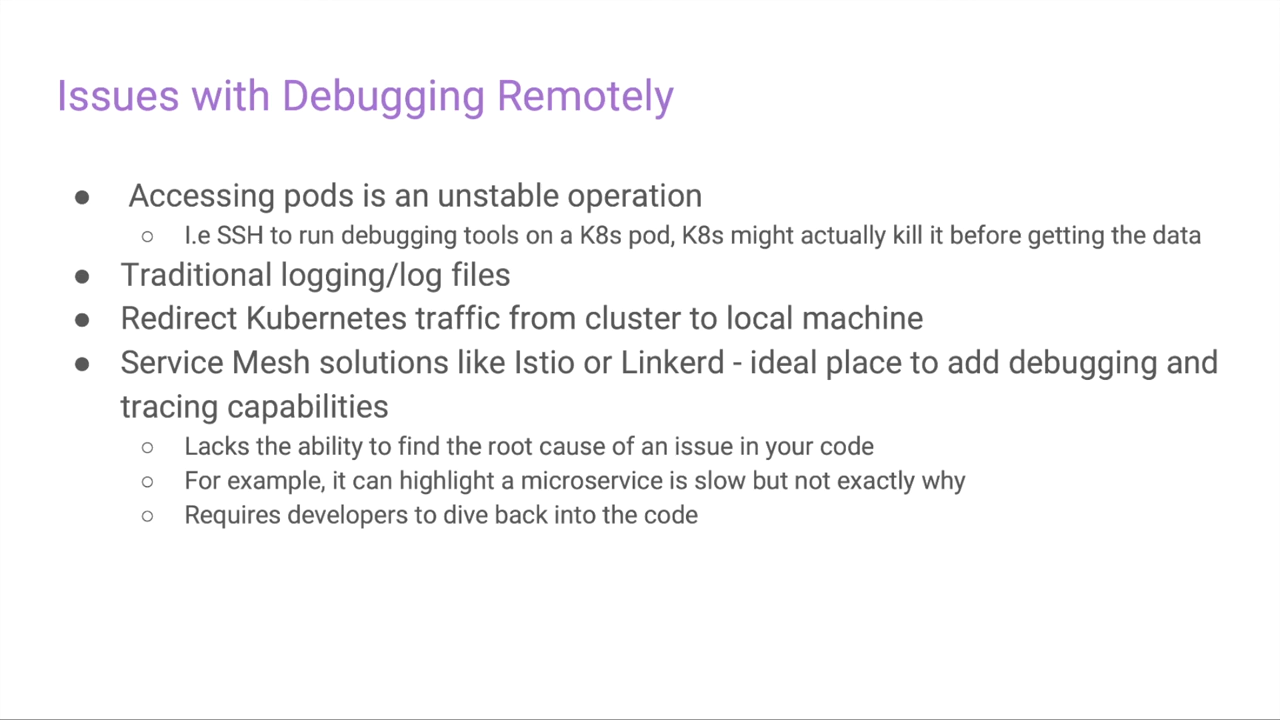 Issues with Debugging Remotely
● Accessing pods is an unstable operation
○ I.e SSH to run debugging tools on a K8s pod, K8s might actually kill it before getting the data
● Traditional logging/log files
● Redirect Kubernetes traffic from cluster to local machine
● Service Mesh solutions like Istio or Linkerd - ideal place to add debugging and
tracing capabilities
○ Lacks the ability to find the root cause of an issue in your code
○ For example, it can highlight a microservice is slow but not exactly why
○ Requires developers to dive back into the code